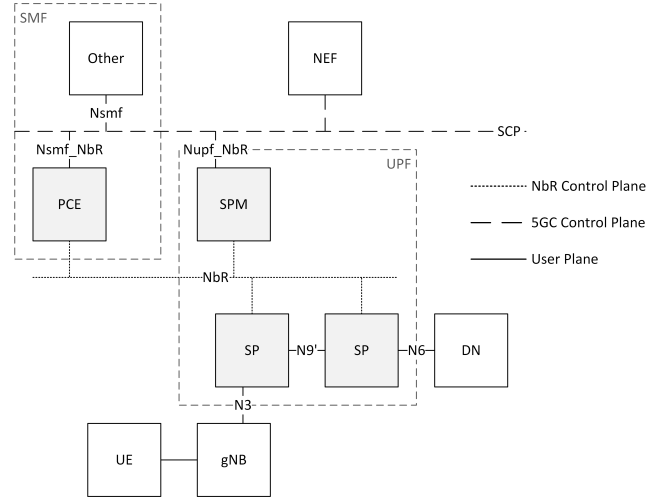 SMF
Other
NEF
Nsmf
SCP
Nsmf_NbR
Nupf_NbR
UPF
PCE
SPM
NbR Control Plane
5GC Control Plane
User Plane
NbR
SP
N9'
SP
N6
DN
N3
UE
gNB